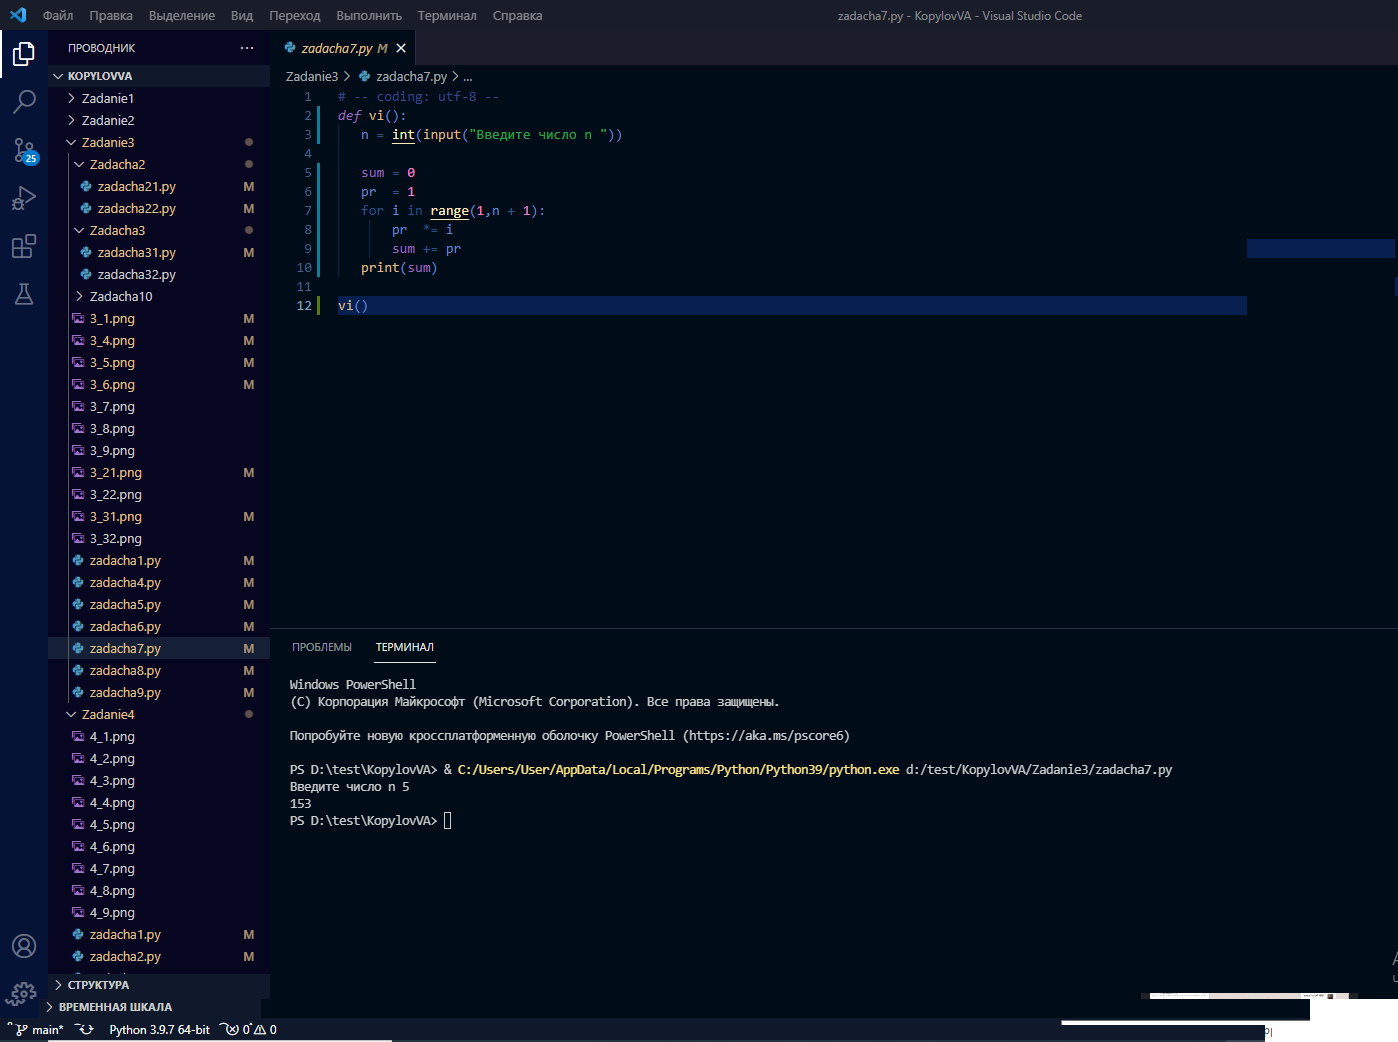 Файл Правка Выделение Вид Переход Выполнить Терминал Справка zadacha7.py - KopylovVA - Visual Studio Code
ПРОВОДНИК ...
KOPYLOVVA
Zadanie1
Zadanie2
Zadanie3
Zadacha2
zadacha21.py M
zadacha22.py M
Zadacha3
zadacha31.py M
zadacha32.py
Zadacha10
3_1.png M
3_4.png M
3_5.png M
3_6.png M
3_7.png
3_8.png
3_9.png
3_21.png M
3_22.png
3_31.png M
3_32.png
zadacha1.py M
zadacha4.py M
zadacha5.py M
zadacha6.py M
zadacha7.py M
zadacha8.py M
zadacha9.py M
Zadanie4
4_1.png
4_2.png
4_3.png
4_4.png
4_5.png
4_6.png
4_7.png
4_8.png
4_9.png
zadacha1.py M
zadacha2.py M
СТРУКТУРА
ВРЕМЕННАЯ ШКАЛА
25
zadacha7.py M
Zadanie3 > zadacha7.py > ...
1 # -- coding: utf-8 --
2 def vi():
3 n = int(input("Введите число n "))
4
5 sum = 0
6 pr = 1
7 for i in range(1,n + 1):
8 pr *= i
9 sum += pr
10 print(sum)
11
12 vi()
ПРОБЛЕМЫ ТЕРМИНАЛ
Windows PowerShell
(C) Корпорация Майкрософт (Microsoft Corporation). Все права защищены.
Попробуйте новую кроссплатформенную оболочку PowerShell (https://aka.ms/pscore6)
PS D:\test\KopylovVA> & C:/Users/User/AppData/Local/Programs/Python/Python39/python.exe d:/test/KopylovVA/Zadanie3/zadacha7.py
Введите число n 5
153
PS D:\test\KopylovVA>
main* Python 3.9.7 64-bit 0 0